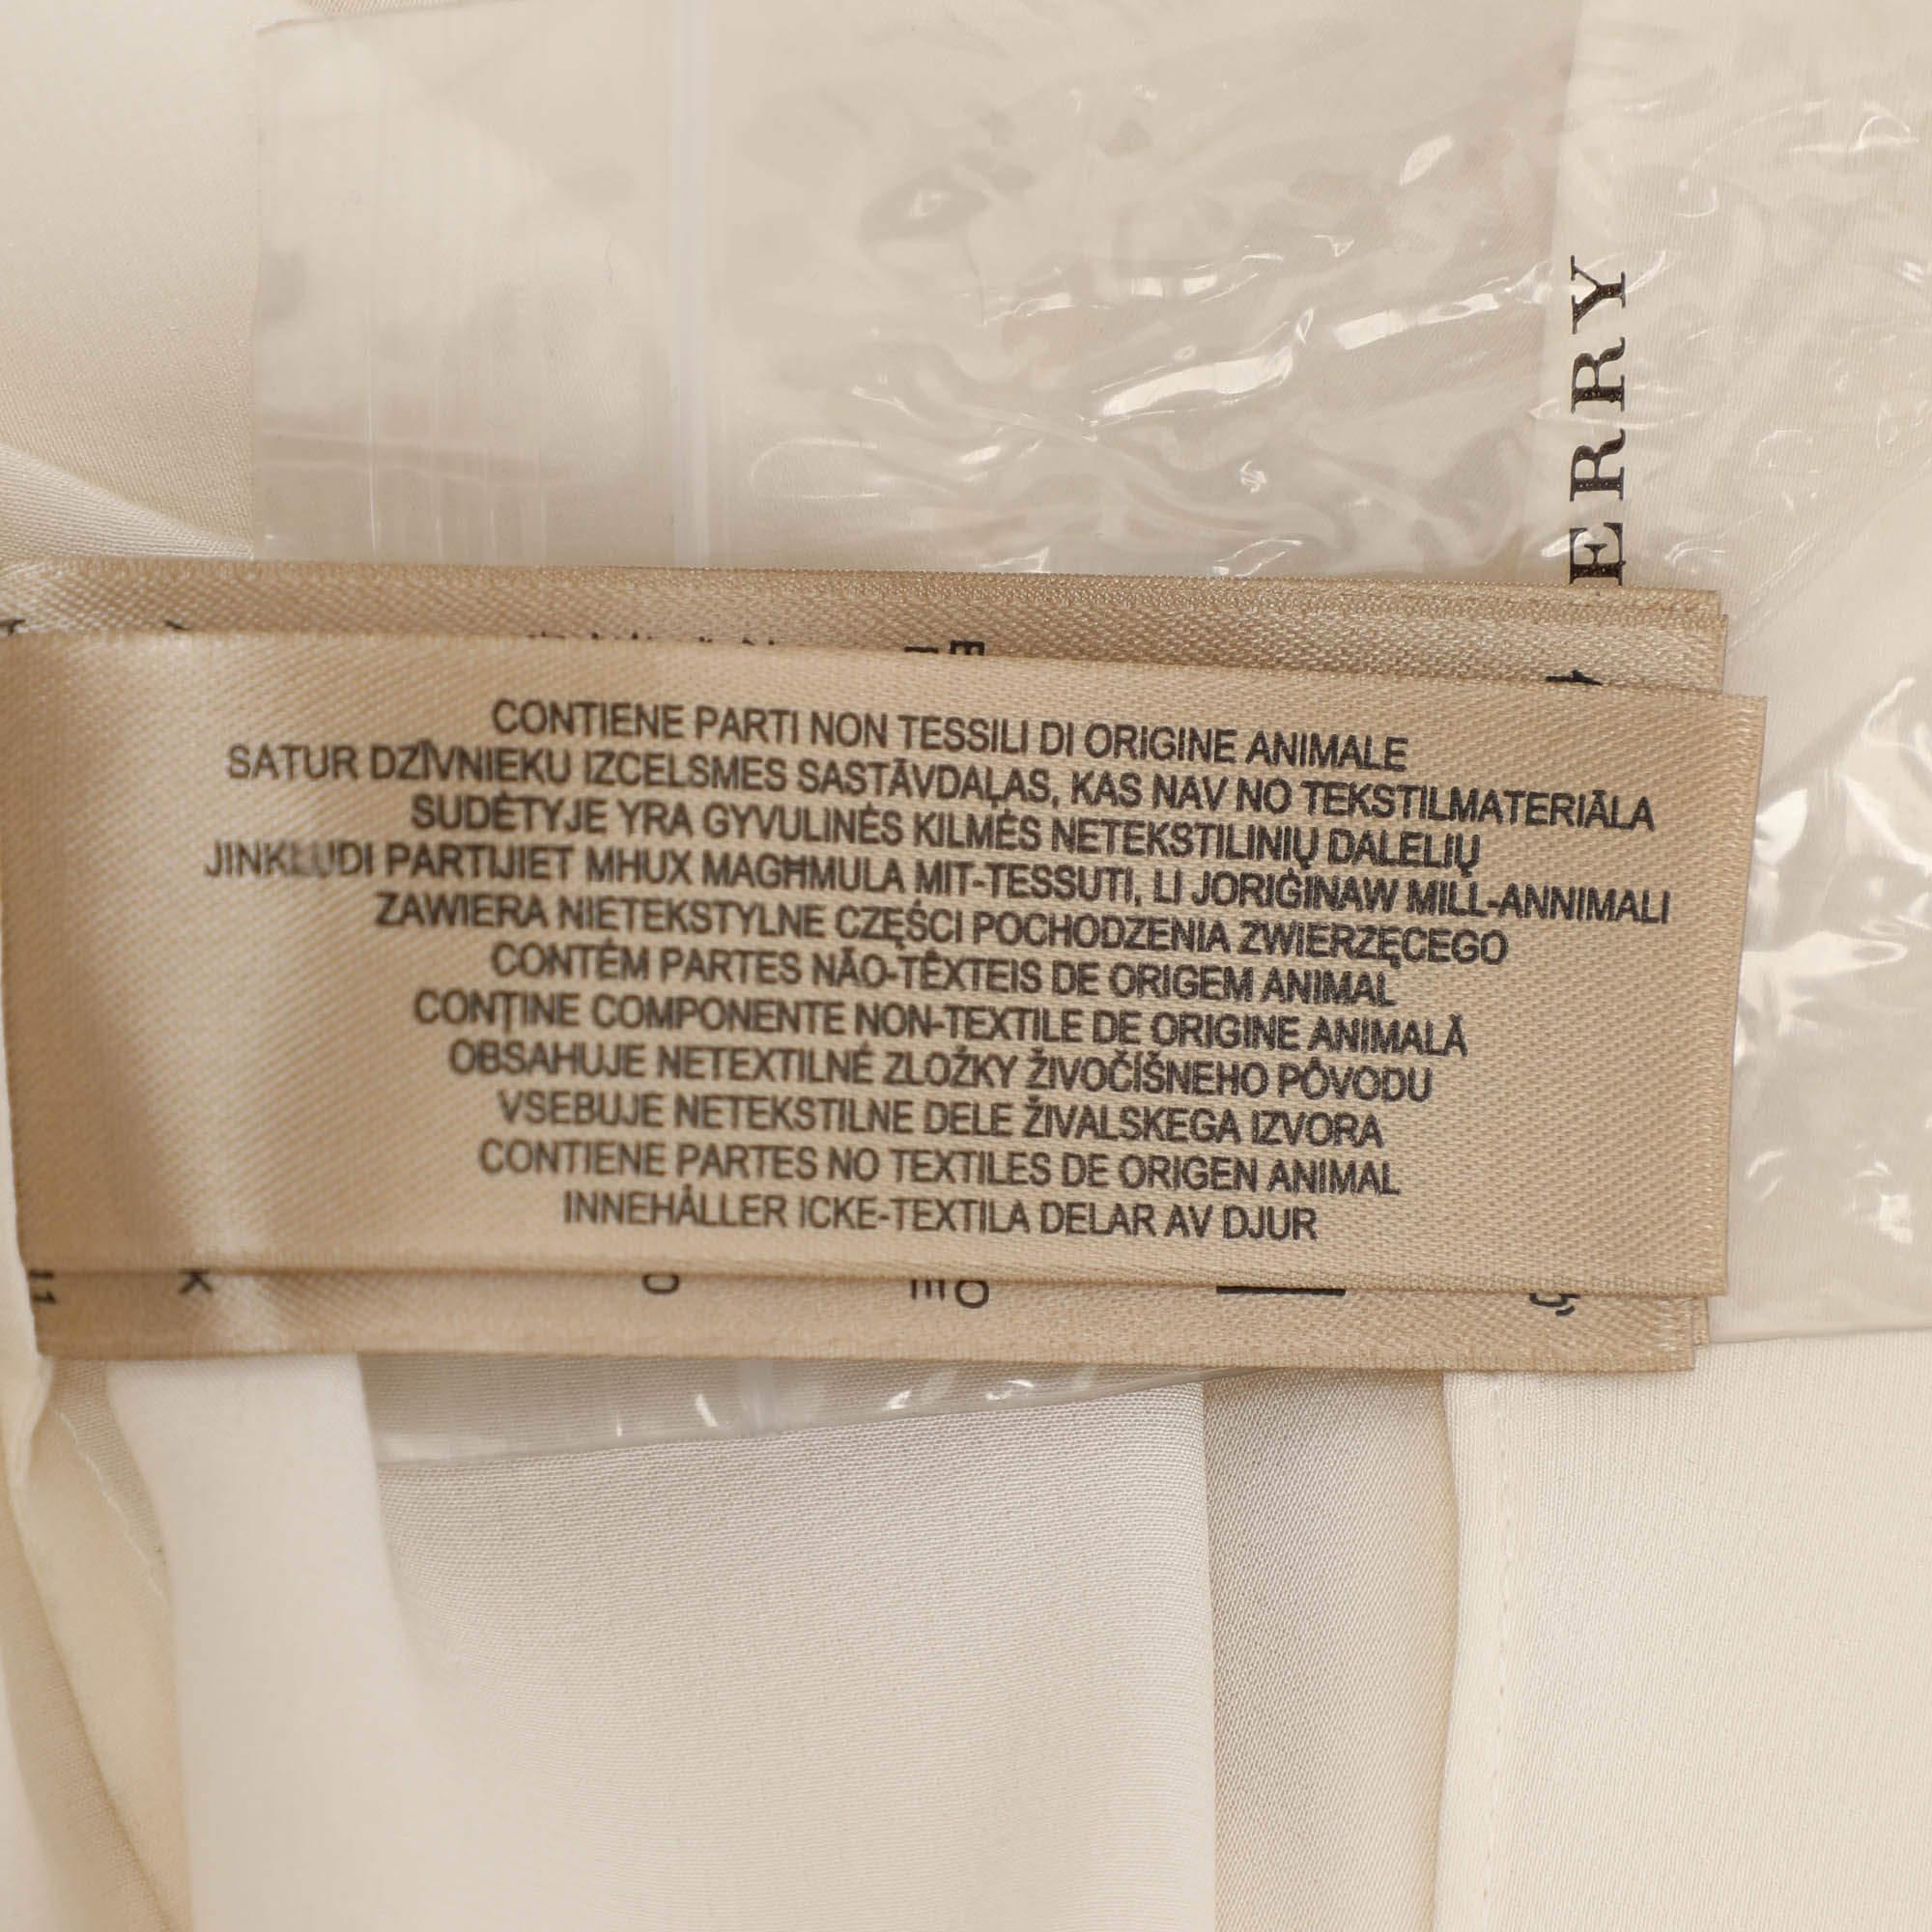 ERRY
CONTIENE PARTI NON TESSILI DI ORIGINE ANIMALE
SATUR DZĪVNIEKU IZCELSMES SASTĀVDAĻAS, KAS NAV NO TEKSTILMATERIĀLA
SUDĖTYJE YRA GYVULINĖS KILMĖS NETEKSTILINIŲ DALELIŲ
JINKLUDI PARTIJIET MHUX MAGĦMULA MIT-TESSUTI, LI JORIĠINAW MILL-ANNIMALI
ZAWIERA NIETEKSTYLNE CZĘŚCI POCHODZENIA ZWIERZĘCEGO
CONTÉM PARTES NÃO-TÊXTEIS DE ORIGEM ANIMAL
CONȚINE COMPONENTE NON-TEXTILE DE ORIGINE ANIMALĂ
OBSAHUJE NETEXTILNÉ ZLOŽKY ŽIVOČÍŠNEHO PÔVODU
VSEBUJE NETEKSTILNE DELE ŽIVALSKEGA IZVORA
CONTIENE PARTES NO TEXTILES DE ORIGEN ANIMAL
INNEHÅLLER ICKE-TEXTILA DELAR AV DJUR